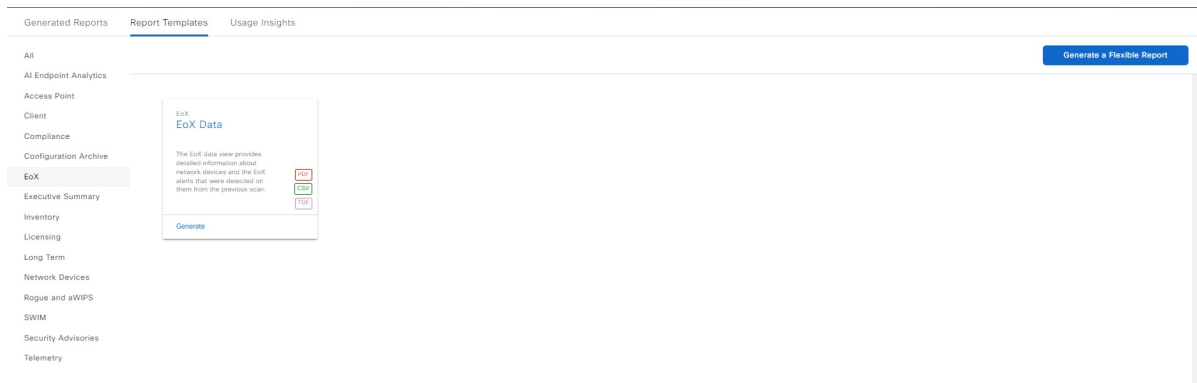 Generated Reports Report Templates Usage Insights
Generate a Flexible Report
All
AI Endpoint Analytics
Access Point
Client
Compliance
Configuration Archive
EoX
Executive Summary
Inventory
Licensing
Long Term
Network Devices
Rogue and aWIPS
SWIM
Security Advisories
Telemetry
EoX
EoX Data
The EoX data view provides
detailed information about
network devices and the EoX
alerts that were detected on
them from the previous scan.
PDF
CSV
TDE
Generate